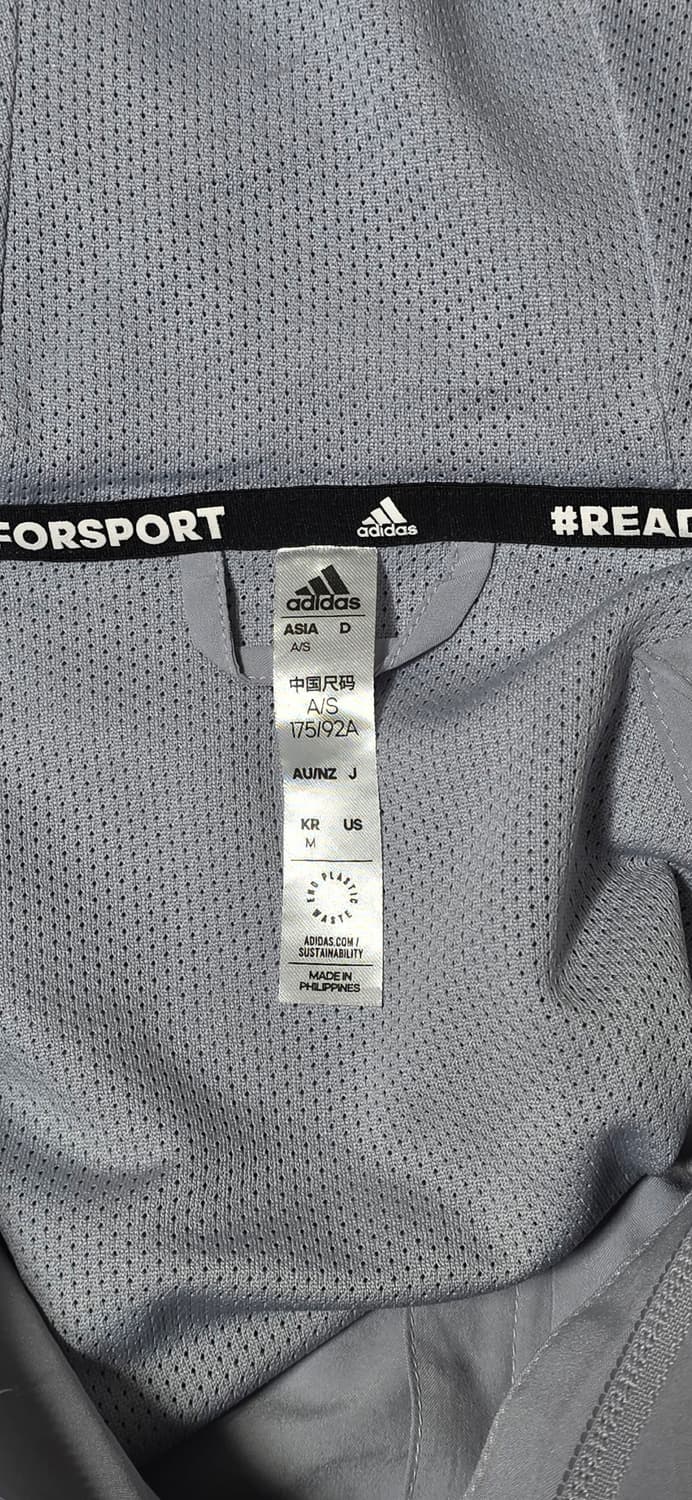 FORSPORT adidas #READ
adidas
ASIA D
A/S
中国尺码
A/S
175/92A
AU/NZ J
KR US
M
END PLASTIC
WASTE
ADIDAS.COM/
SUSTAINABILITY
MADE IN
PHILIPPINES